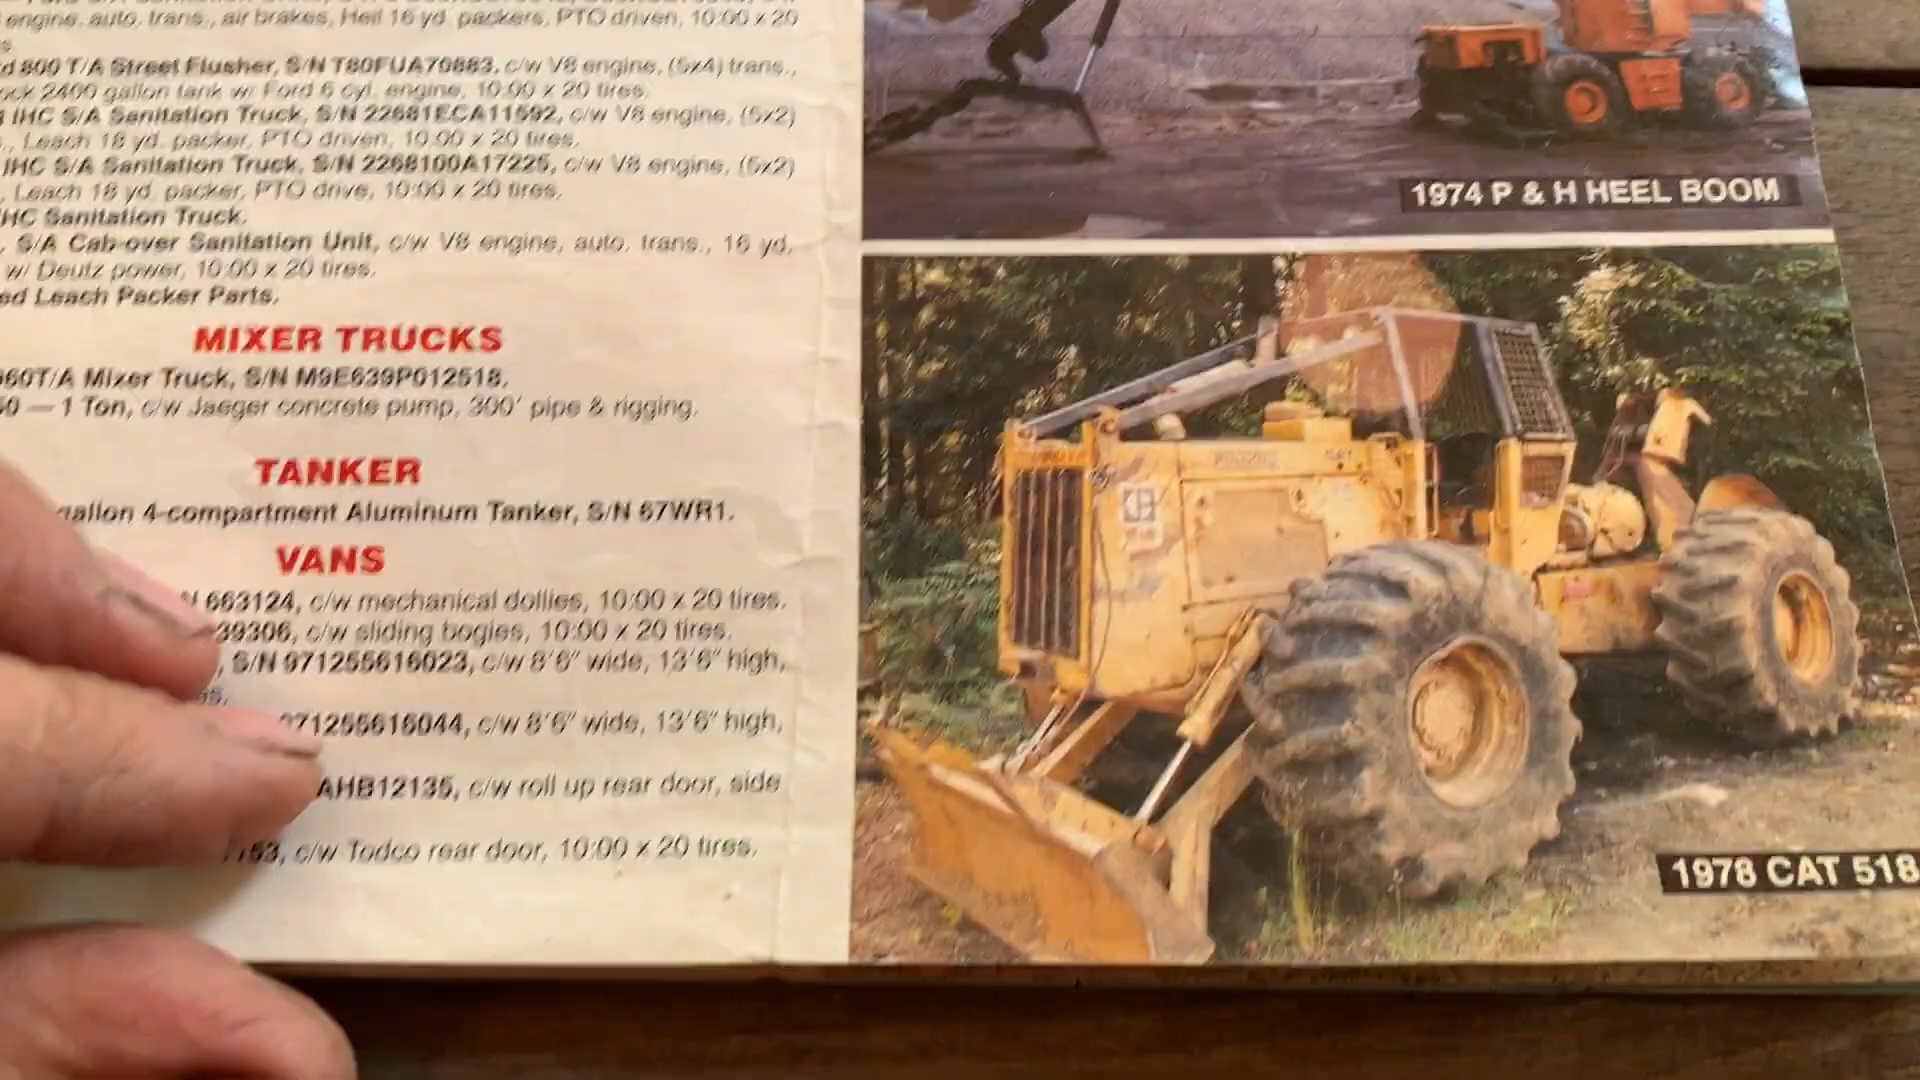 engine, auto. trans., air brakes, Heil 16 yd. packers, PTO driven, 10:00 x 20
800 T/A Street Flusher, S/N T80FUA70883, c/w V8 engine, (5x4) trans.,
2400 gallon tank w/ Ford 6 cyl. engine, 10:00 x 20 tires.
IHC S/A Sanitation Truck, S/N 22681ECA11592, c/w V8 engine, (5x2)
, Leach 18 yd. packer, PTO driven, 10:00 x 20 tires.
IHC S/A Sanitation Truck, S/N 2268100A17225, c/w V8 engine, (5x2)
, Leach 18 yd. packer, PTO drive, 10:00 x 20 tires.
HC Sanitation Truck.
, S/A Cab-over Sanitation Unit, c/w V8 engine, auto. trans., 16 yd.
w/ Deutz power, 10:00 x 20 tires.
ed Leach Packer Parts.
MIXER TRUCKS
960T/A Mixer Truck, S/N M9E639P012518.
50 — 1 Ton, c/w Jaeger concrete pump, 300' pipe & rigging.
TANKER
gallon 4-compartment Aluminum Tanker, S/N 67WR1.
VANS
N 663124, c/w mechanical dollies, 10:00 x 20 tires.
39306, c/w sliding bogies, 10:00 x 20 tires.
, S/N 971255616023, c/w 8'6" wide, 13'6" high,
es.
971255616044, c/w 8'6" wide, 13'6" high,
AHB12135, c/w roll up rear door, side
153, c/w Todco rear door, 10:00 x 20 tires.
1974 P & H HEEL BOOM
1978 CAT 518